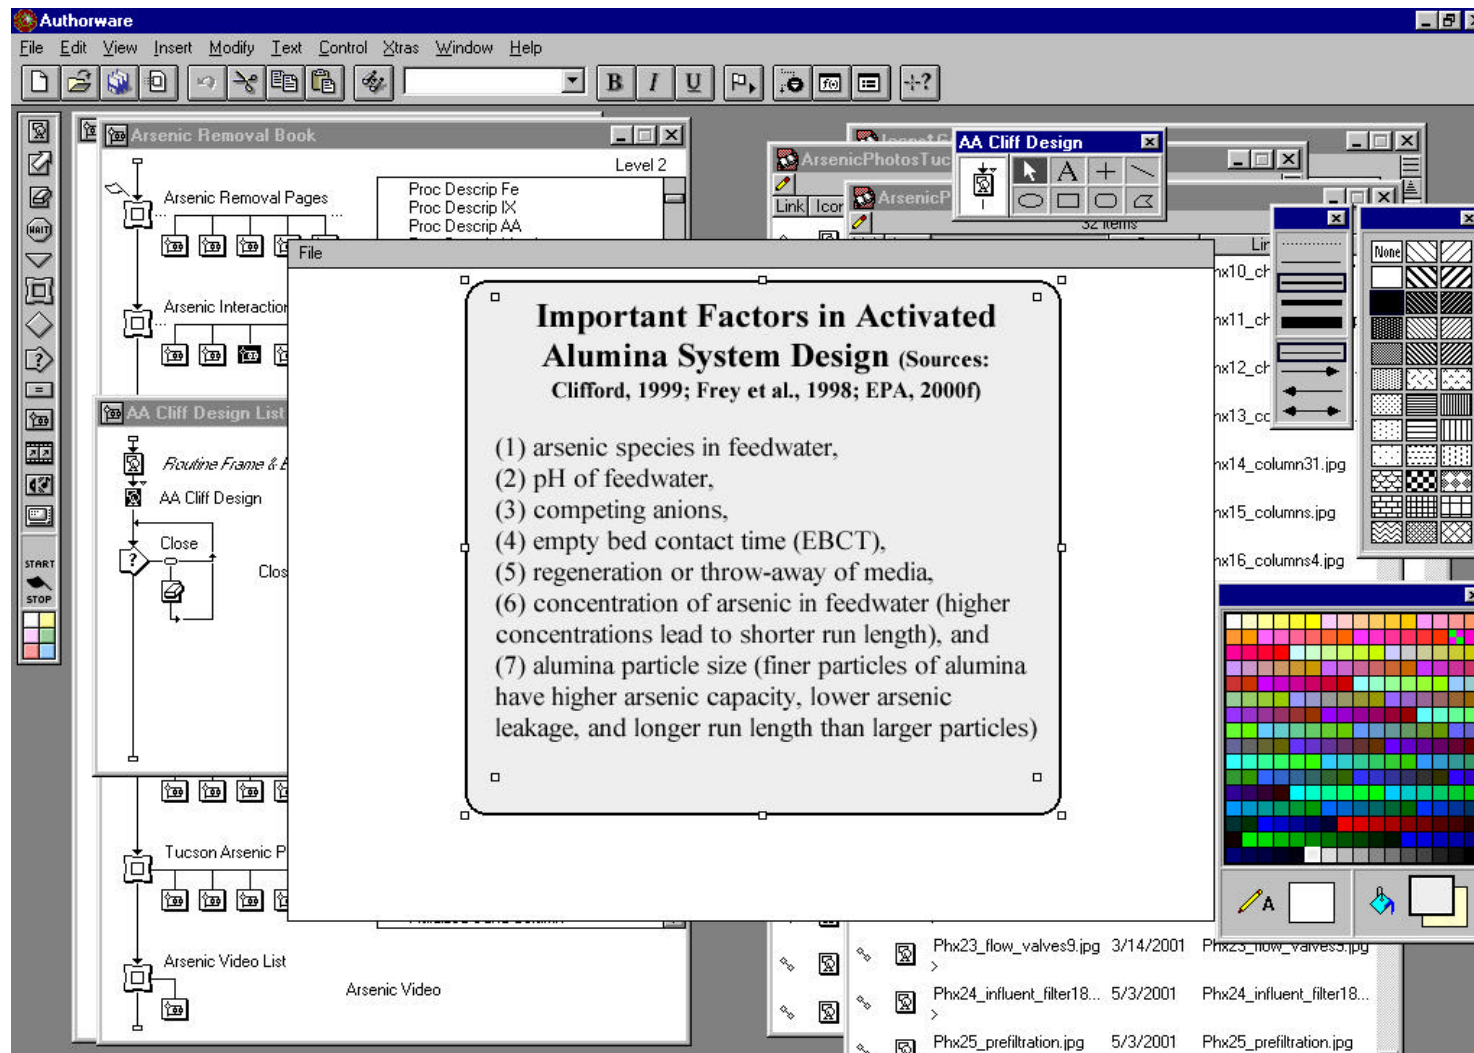 Authorware
File Edit View Insert Modify Text Control Xtras Window Help
B I U
Arsenic Removal Book
Level 2
Arsenic Removal Pages
Proc Descrip Fe
Proc Descrip IX
Proc Descrip AA
Arsenic Interaction
AA Cliff Design List
AA Cliff Design
Close
Clos
START
STOP
WAIT
Tucson Arsenic P
Arsenic Video List
Arsenic Video
ArsenicPhotosTuc
Link Icor
ArsenicP
32 items
AA Cliff Design
A
None
File
Important Factors in Activated
Alumina System Design (Sources:
Clifford, 1999; Frey et al., 1998; EPA, 2000f)
(1) arsenic species in feedwater,
(2) pH of feedwater,
(3) competing anions,
(4) empty bed contact time (EBCT),
(5) regeneration or throw-away of media,
(6) concentration of arsenic in feedwater (higher
concentrations lead to shorter run length), and
(7) alumina particle size (finer particles of alumina
have higher arsenic capacity, lower arsenic
leakage, and longer run length than larger particles)
hx10_ch
hx11_ch
hx12_ch
hx13_cc
hx14_column31.jpg
hx15_columns.jpg
hx16_columns4.jpg
A
Phx23_flow_valves9.jpg 3/14/2001 Phx23_flow_valves9.jpg
Phx24_influent_filter18... 5/3/2001 Phx24_influent_filter18...
Phx25_prefiltration.jpg 5/3/2001 Phx25_prefiltration.jpg